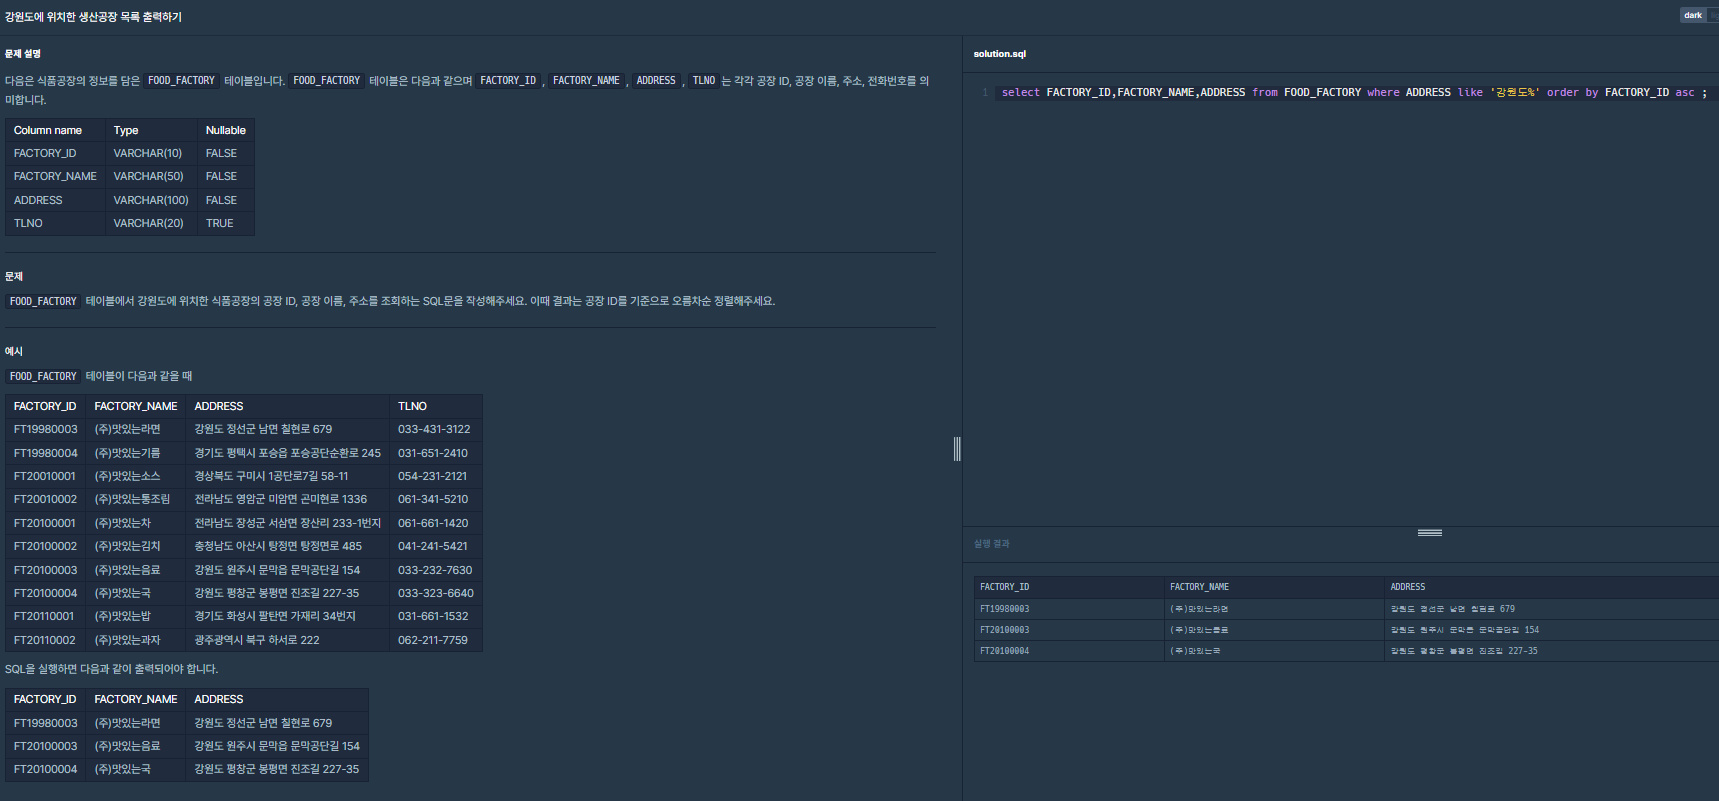 강원도에 위치한 생산공장 목록 출력하기
dark
문제 설명
다음은 식품공장의 정보를 담은 FOOD_FACTORY 테이블입니다. FOOD_FACTORY 테이블은 다음과 같으며 FACTORY_ID, FACTORY_NAME, ADDRESS, TLNO는 각각 공장 ID, 공장 이름, 주소, 전화번호를 의
미합니다.
Column name Type Nullable
FACTORY_ID VARCHAR(10) FALSE
FACTORY_NAME VARCHAR(50) FALSE
ADDRESS VARCHAR(100) FALSE
TLNO VARCHAR(20) TRUE
문제
FOOD_FACTORY 테이블에서 강원도에 위치한 식품공장의 공장 ID, 공장 이름, 주소를 조회하는 SQL문을 작성해주세요. 이때 결과는 공장 ID를 기준으로 오름차순 정렬해주세요.
예시
FOOD_FACTORY 테이블이 다음과 같을 때
FACTORY_ID FACTORY_NAME ADDRESS TLNO
FT19980003 (주)맛있는라면 강원도 정선군 남면 칠현로 679 033-431-3122
FT19980004 (주)맛있는기름 경기도 평택시 포승읍 포승공단순환로 245 031-651-2410
FT20010001 (주)맛있는소스 경상북도 구미시 1공단로7길 58-11 054-231-2121
FT20010002 (주)맛있는통조림 전라남도 영암군 미암면 곤미현로 1336 061-341-5210
FT20100001 (주)맛있는차 전라남도 장성군 서삼면 장산리 233-1번지 061-661-1420
FT20100002 (주)맛있는김치 충청남도 아산시 탕정면 탕정면로 485 041-241-5421
FT20100003 (주)맛있는음료 강원도 원주시 문막읍 문막공단길 154 033-232-7630
FT20100004 (주)맛있는국 강원도 평창군 봉평면 진조길 227-35 033-323-6640
FT20110001 (주)맛있는밥 경기도 화성시 팔탄면 가재리 34번지 031-661-1532
FT20110002 (주)맛있는과자 광주광역시 북구 하서로 222 062-211-7759
SQL을 실행하면 다음과 같이 출력되어야 합니다.
FACTORY_ID FACTORY_NAME ADDRESS
FT19980003 (주)맛있는라면 강원도 정선군 남면 칠현로 679
FT20100003 (주)맛있는음료 강원도 원주시 문막읍 문막공단길 154
FT20100004 (주)맛있는국 강원도 평창군 봉평면 진조길 227-35
solution.sql
1 select FACTORY_ID,FACTORY_NAME,ADDRESS from FOOD_FACTORY where ADDRESS like '강원도%' order by FACTORY_ID asc ;
실행 결과
FACTORY_ID FACTORY_NAME ADDRESS
FT19980003 (주)맛있는라면 강원도 정선군 남면 칠현로 679
FT20100003 (주)맛있는음료 강원도 원주시 문막읍 문막공단길 154
FT20100004 (주)맛있는국 강원도 평창군 봉평면 진조길 227-35